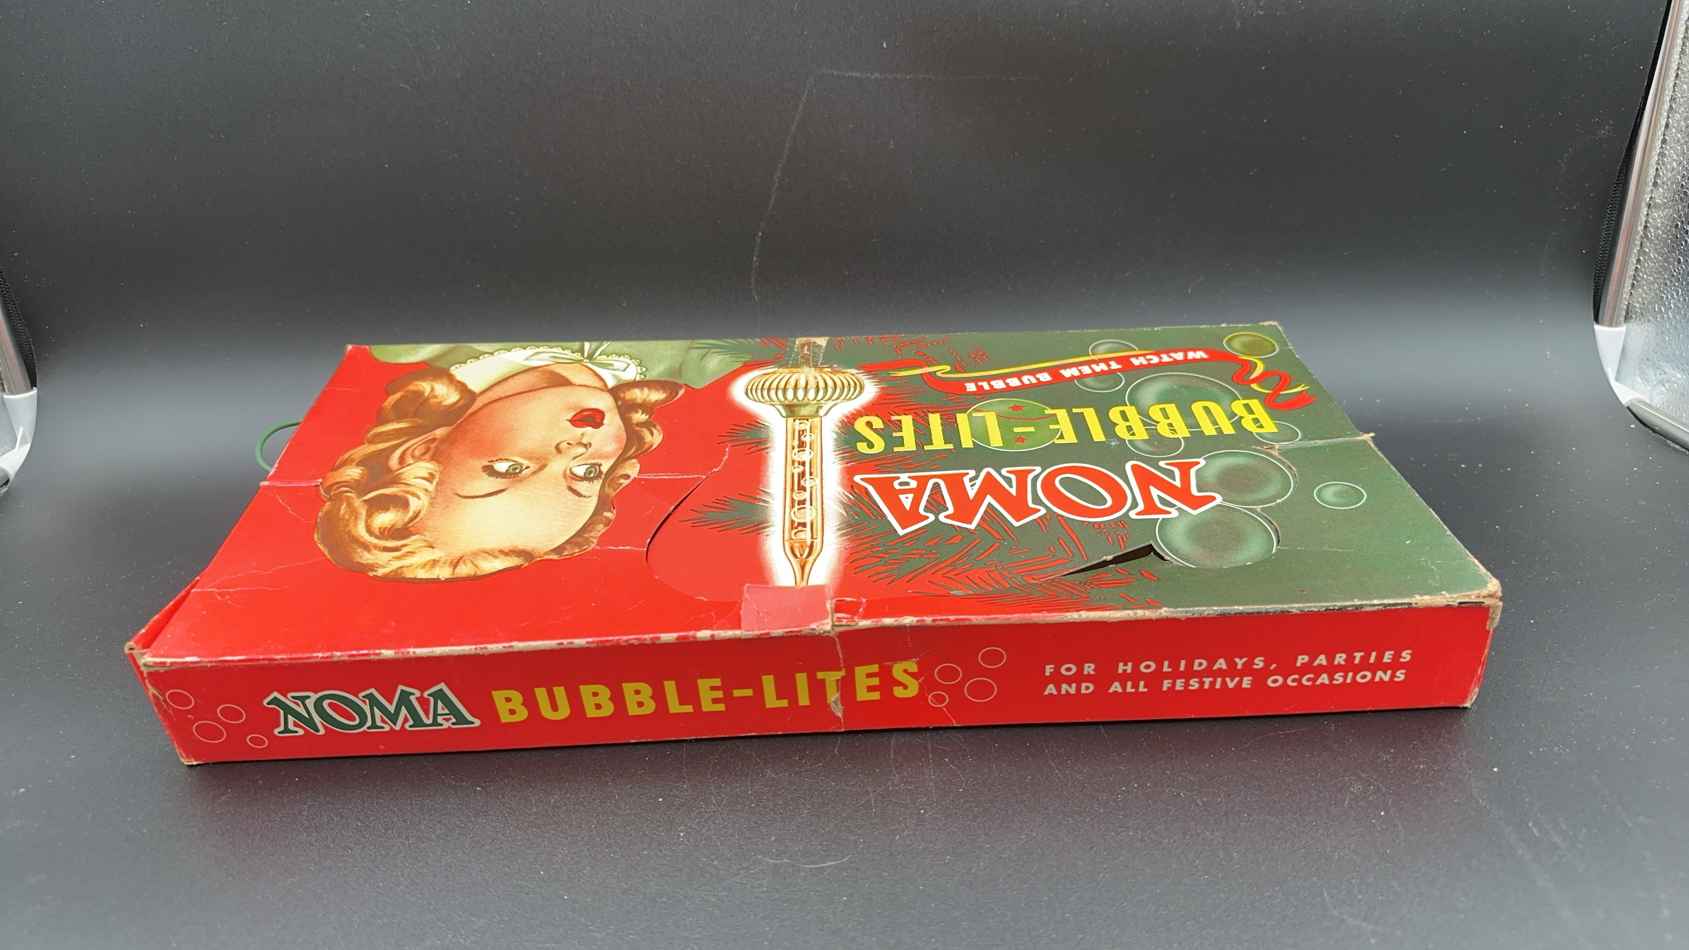 WATCH THEM BUBBLE
BUBBLE-LITES
NOMA
NOMA BUBBLE-LITES
FOR HOLIDAYS, PARTIES
AND ALL FESTIVE OCCASIONS